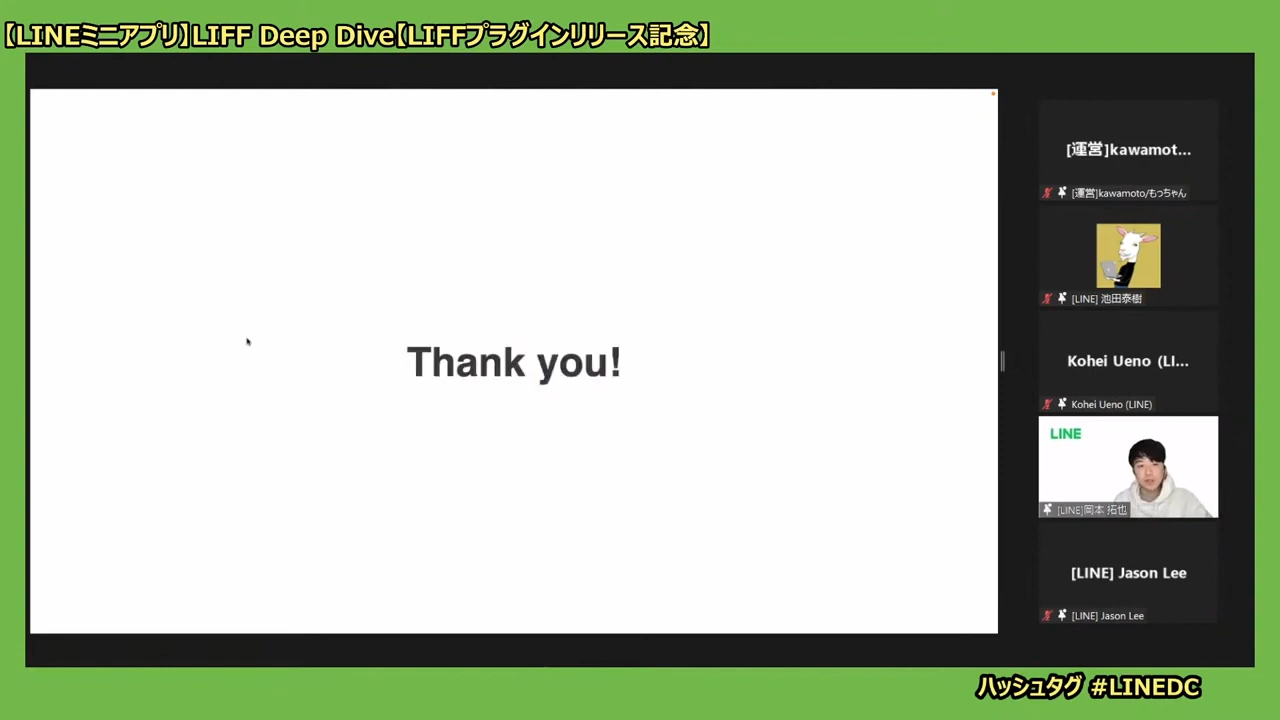 【LINEミニアプリ】LIFF Deep Dive【LIFFプラグインリリース記念】
Thank you!
[運営]kawamot...
[運営]kawamoto/もっちゃん
[LINE] 池田泰樹
Kohei Ueno (LI...
Kohei Ueno (LINE)
LINE
[LINE]岡本 拓也
[LINE] Jason Lee
[LINE] Jason Lee
ハッシュタグ #LINEDC